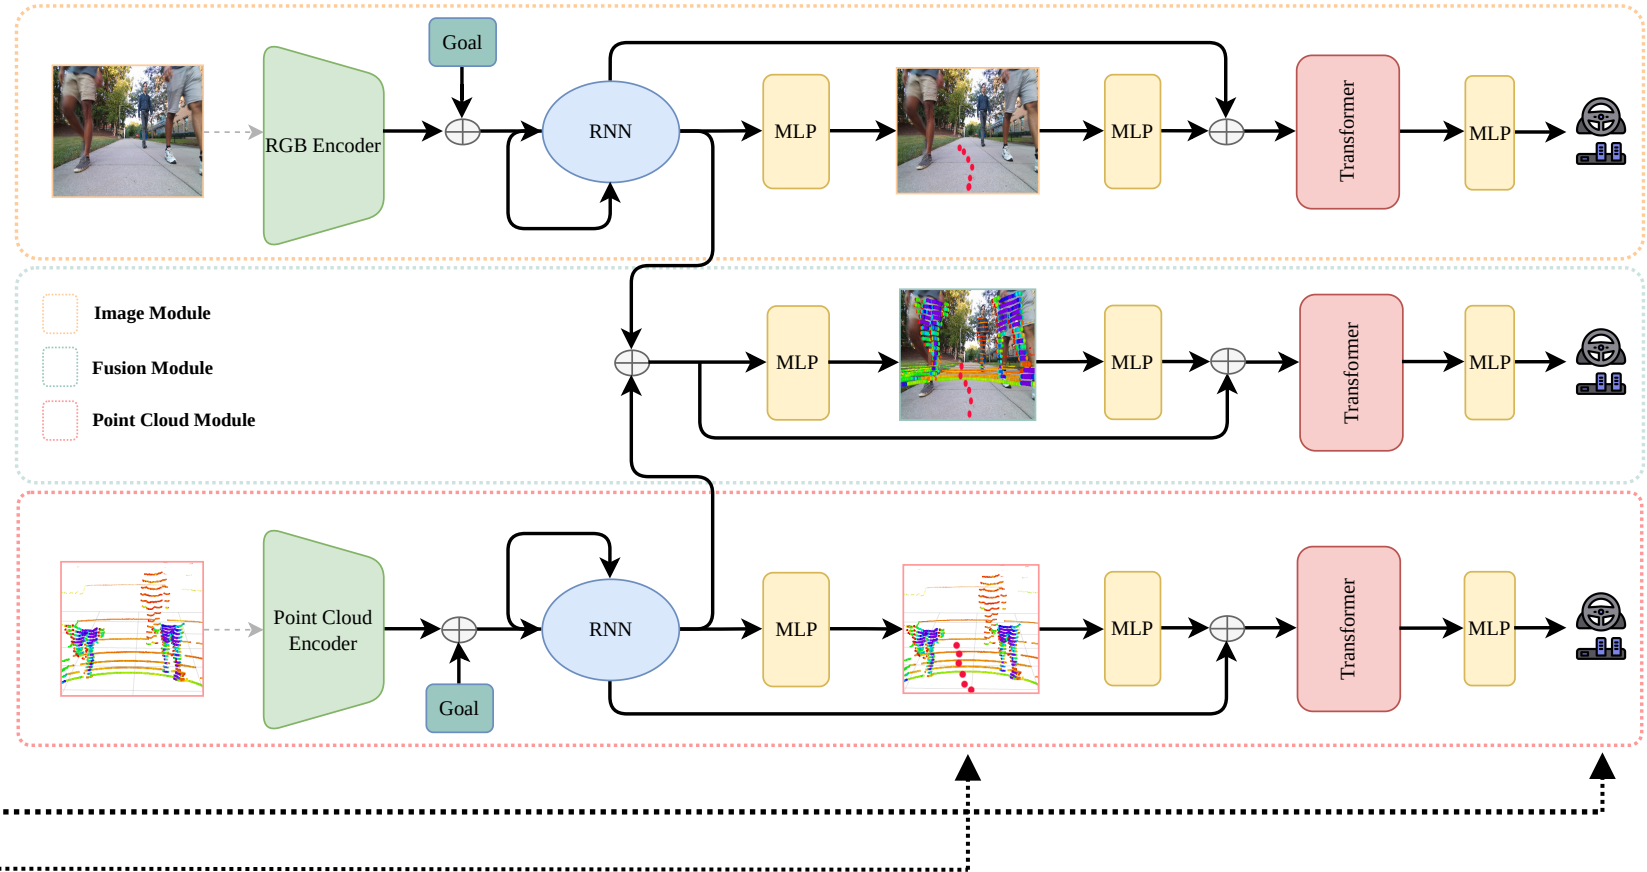 Goal
RGB Encoder
RNN
MLP
MLP
Transformer
MLP
Image Module
Fusion Module
Point Cloud Module
MLP
MLP
Transformer
MLP
Point Cloud
Encoder
Goal
RNN
MLP
MLP
Transformer
MLP